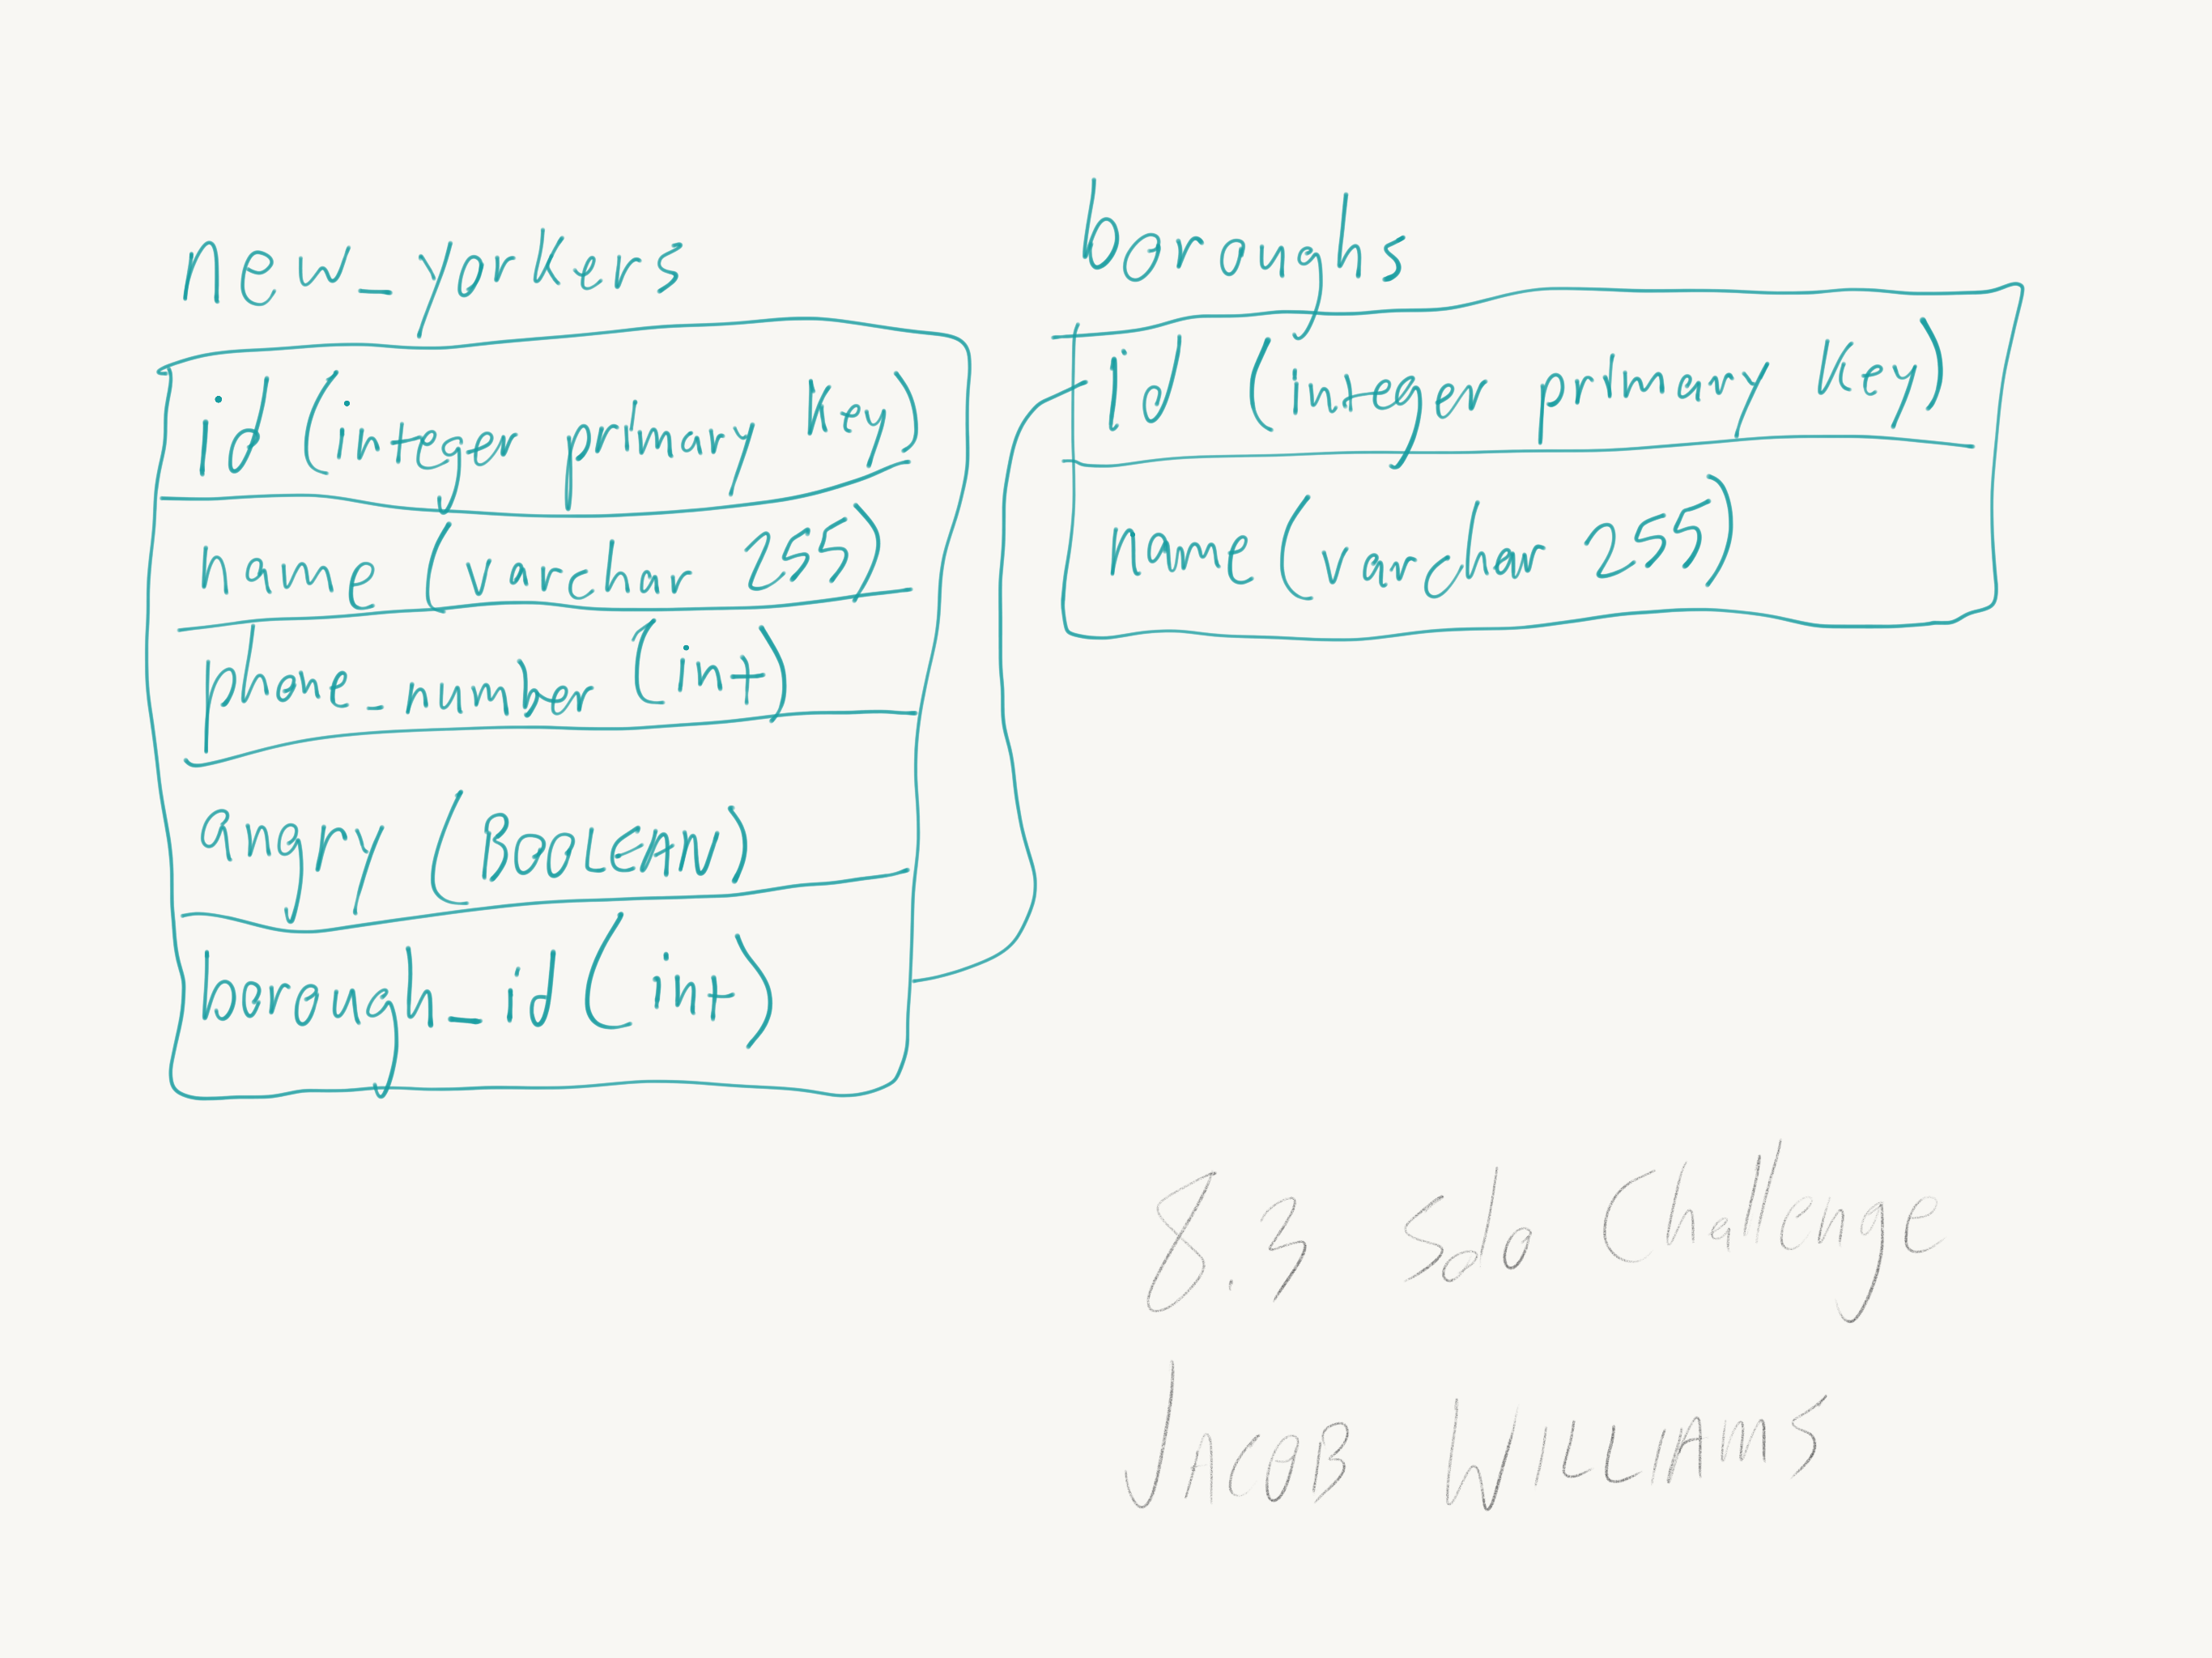 new_yorkers
id (integer primary key)
name (varchar 255)
phone_number (int)
angry (BOOLEAN)
borough_id (int)
boroughs
id (integer primary key)
name (varchar 255)
8.3 Solo Challenge
JACOB WILLIAMS